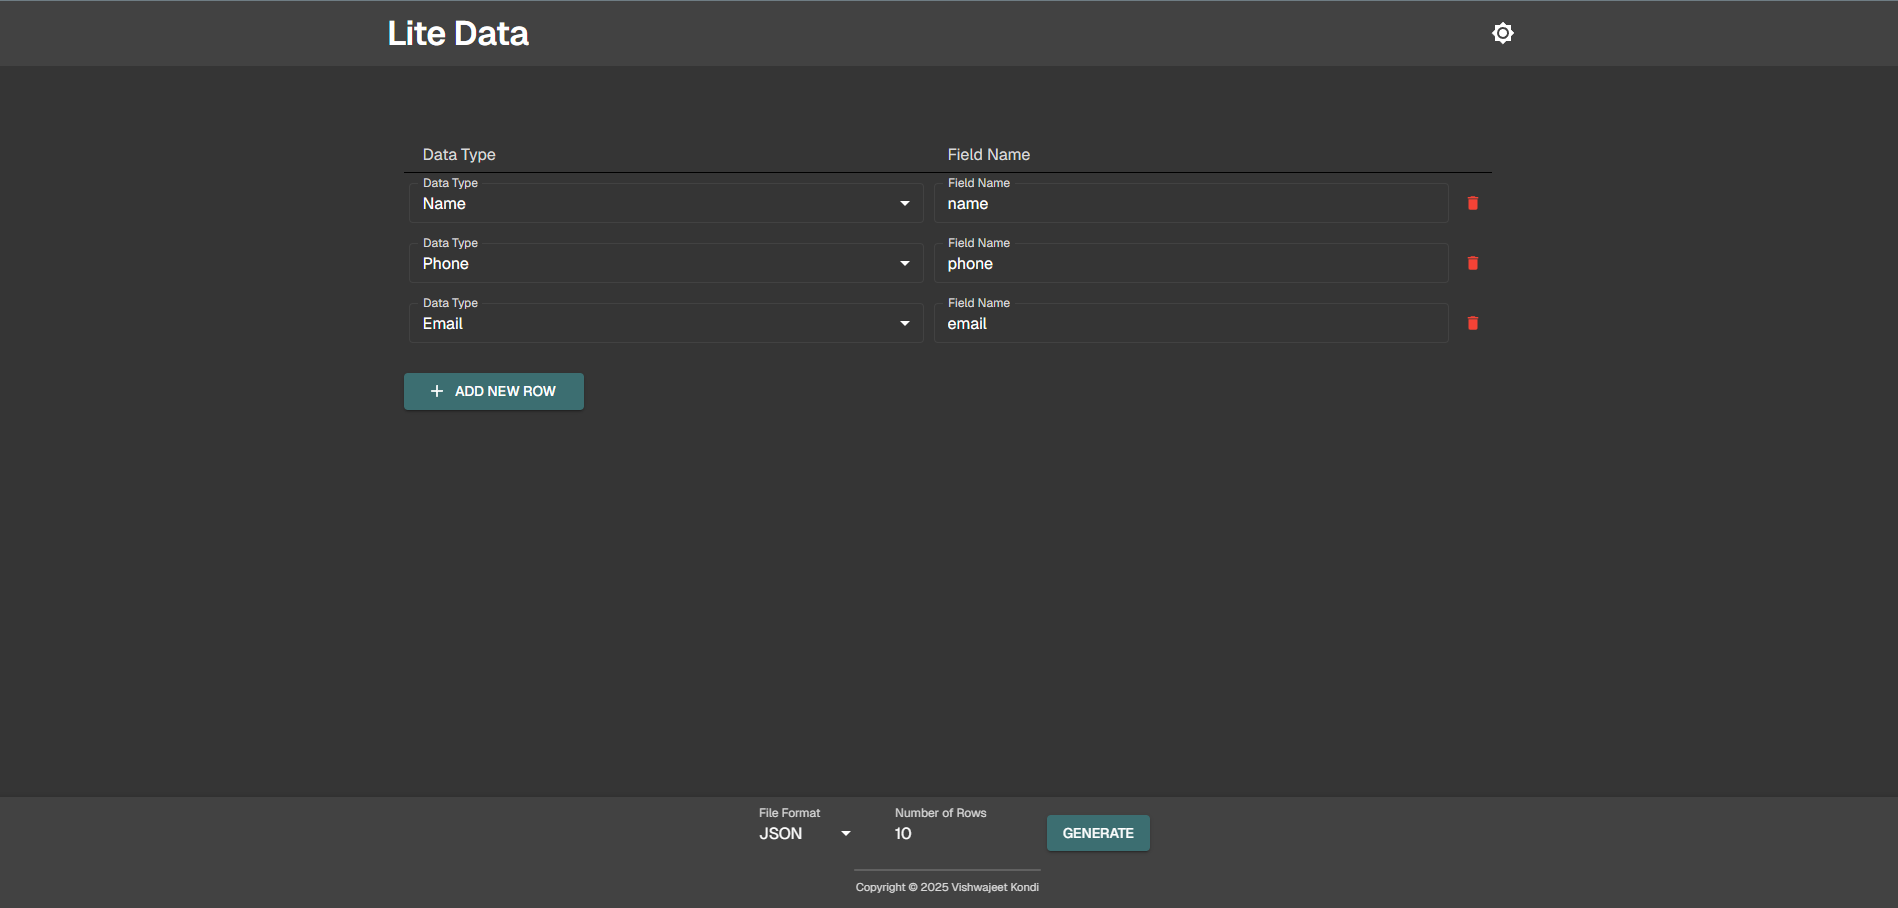 Lite Data
Data Type Field Name
Data Type Field Name
Name name
Data Type Field Name
Phone phone
Data Type Field Name
Email email
ADD NEW ROW
File Format Number of Rows
JSON 10 GENERATE
Copyright © 2025 Vishwajeet Kondi